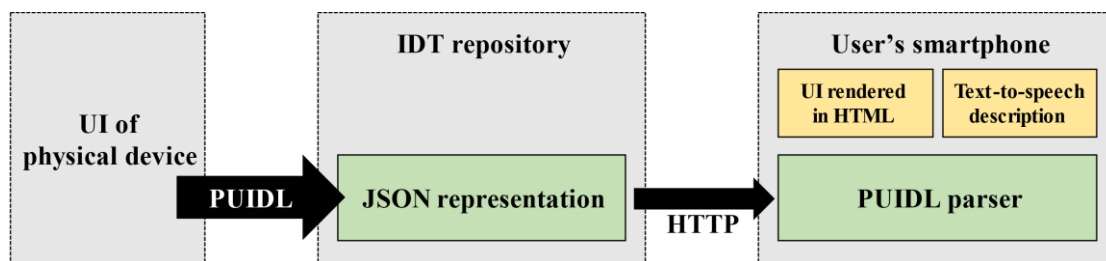 UI of
physical device
PUIDL
IDT repository
JSON representation
HTTP
User's smartphone
UI rendered
in HTML
Text-to-speech
description
PUIDL parser